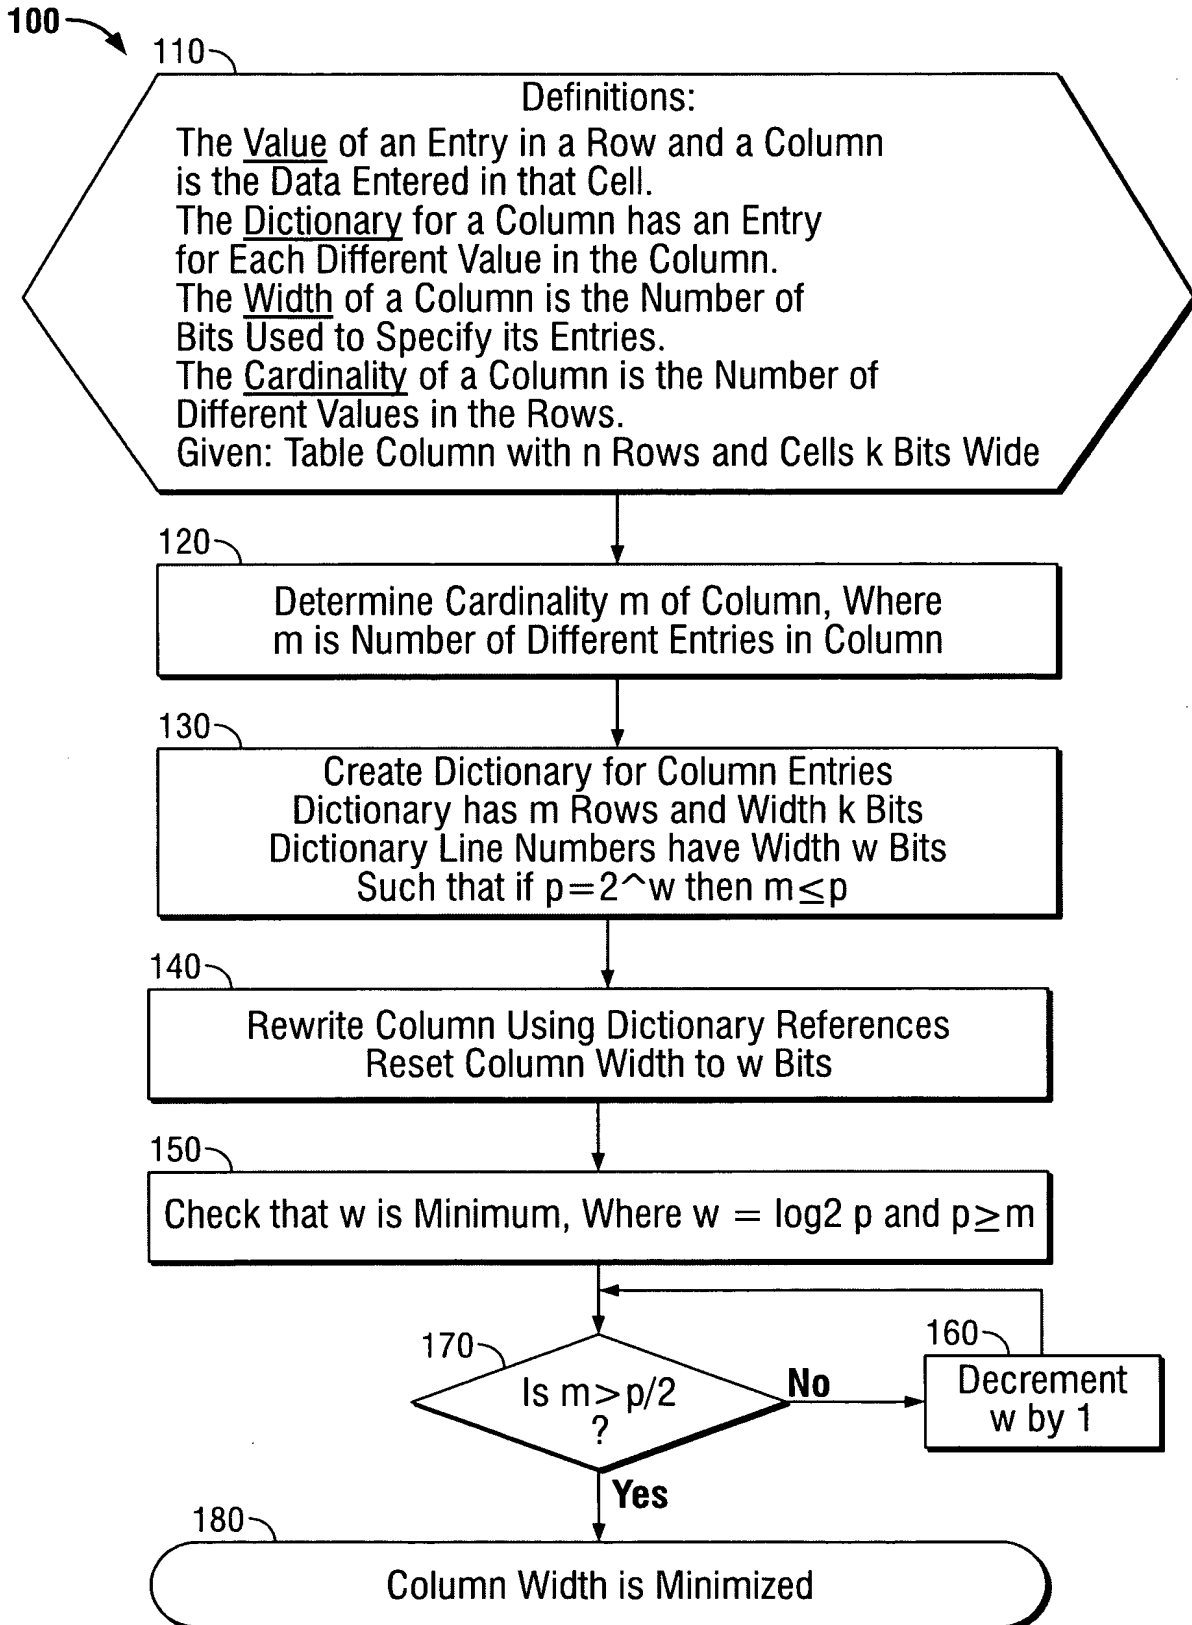 100
110
Definitions:
The Value of an Entry in a Row and a Column
is the Data Entered in that Cell.
The Dictionary for a Column has an Entry
for Each Different Value in the Column.
The Width of a Column is the Number of
Bits Used to Specify its Entries.
The Cardinality of a Column is the Number of
Different Values in the Rows.
Given: Table Column with n Rows and Cells k Bits Wide
120
Determine Cardinality m of Column, Where
m is Number of Different Entries in Column
130
Create Dictionary for Column Entries
Dictionary has m Rows and Width k Bits
Dictionary Line Numbers have Width w Bits
Such that if p=2^w then m≤p
140
Rewrite Column Using Dictionary References
Reset Column Width to w Bits
150
Check that w is Minimum, Where w = log2 p and p≥m
170
Is m>p/2
?
No
160
Decrement
w by 1
Yes
180
Column Width is Minimized